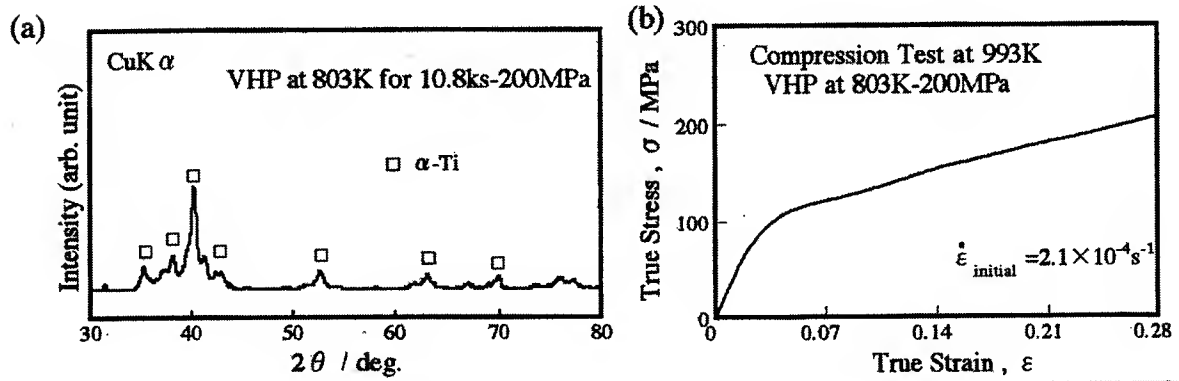 (a)
CuK α
VHP at 803K for 10.8ks-200MPa
□ α-Ti
Intensity (arb. unit)
30 40 50 60 70 80
2θ / deg.
(b)
300
200
100
0
Compression Test at 993K
VHP at 803K-200MPa
ε̇ initial =2.1×10⁻⁴s⁻¹
True Stress , σ / MPa
0 0.07 0.14 0.21 0.28
True Strain , ε